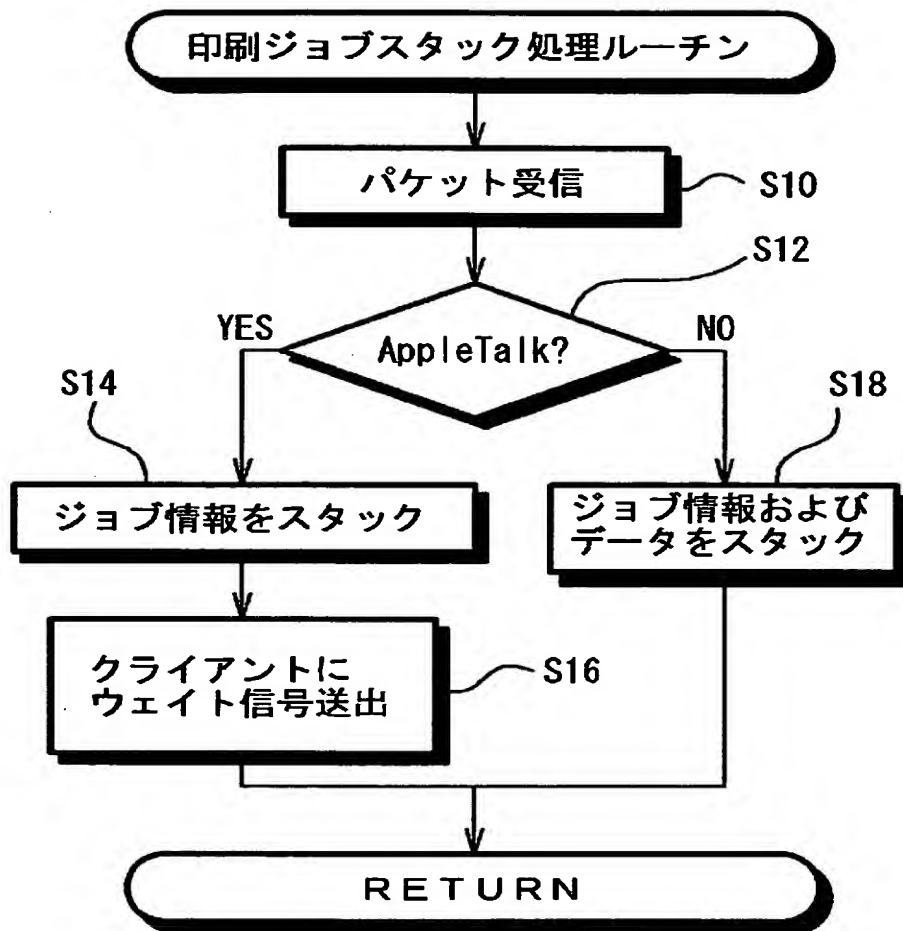 印刷ジョブスタック処理ルーチン
パケット受信
S10
S12
AppleTalk?
YES
NO
S14
S18
ジョブ情報をスタック
ジョブ情報および
データをスタック
クライアントに
ウェイト信号送出
S16
RETURN